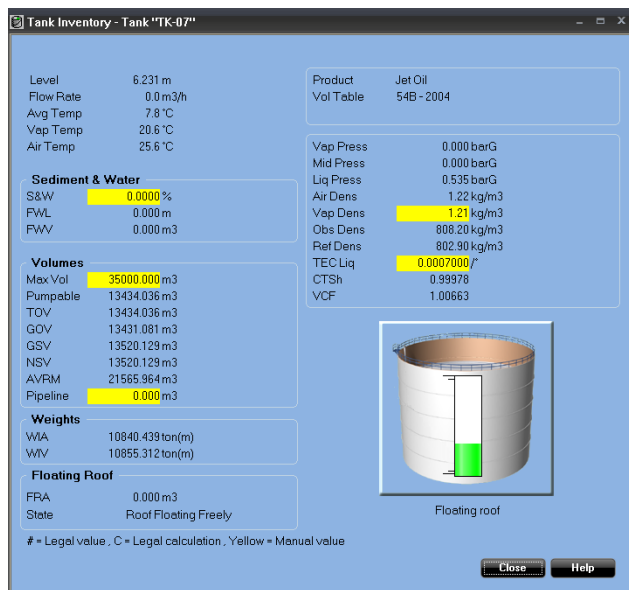 Tank Inventory - Tank "TK-07"
Level 6.231 m
Flow Rate 0.0 m3/h
Avg Temp 7.8 °C
Vap Temp 20.6 °C
Air Temp 25.6 °C
Sediment & Water
S&W 0.0000 %
FWL 0.000 m
FWV 0.000 m3
Volumes
Max Vol 35000.000 m3
Pumpable 13434.036 m3
TOV 13434.036 m3
GOV 13431.081 m3
GSV 13520.129 m3
NSV 13520.129 m3
AVRM 21565.964 m3
Pipeline 0.000 m3
Weights
WIA 10840.439 ton(m)
WIV 10855.312 ton(m)
Floating Roof
FRA 0.000 m3
State Roof Floating Freely
Product Jet Oil
Vol Table 54B - 2004
Vap Press 0.000 barG
Mid Press 0.000 barG
Liq Press 0.535 barG
Air Dens 1.22 kg/m3
Vap Dens 1.21 kg/m3
Obs Dens 808.20 kg/m3
Ref Dens 802.90 kg/m3
TEC Liq 0.0007000 /°
CTSh 0.99978
VCF 1.00663
Floating roof
# = Legal value , C = Legal calculation , Yellow = Manual value
Close Help